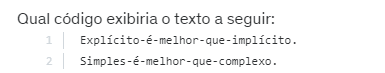 Qual código exibiria o texto a seguir:
1 Explícito-é-melhor-que-implícito.
2 Simples-é-melhor-que-complexo.